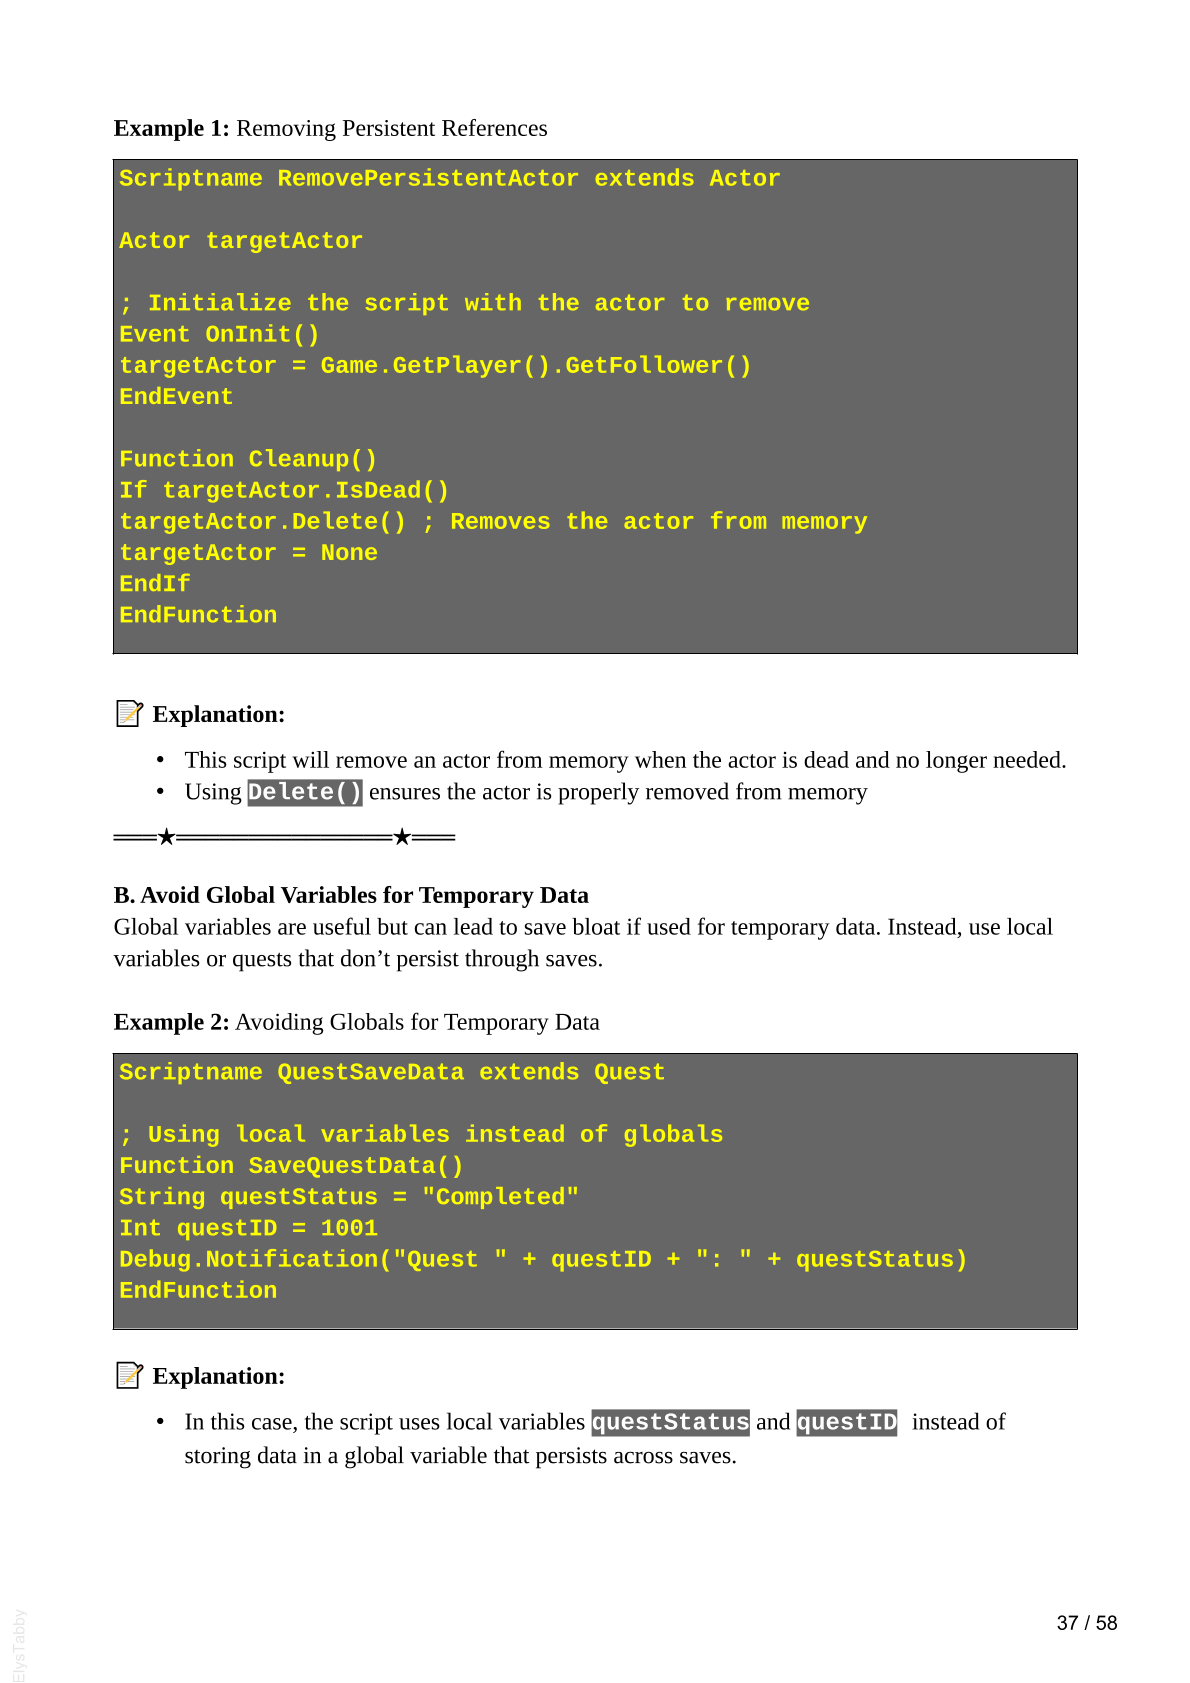 Example 1: Removing Persistent References
Scriptname RemovePersistentActor extends Actor
Actor targetActor
; Initialize the script with the actor to remove
Event OnInit()
targetActor = Game.GetPlayer().GetFollower()
EndEvent
Function Cleanup()
If targetActor.IsDead()
targetActor.Delete() ; Removes the actor from memory
targetActor = None
EndIf
EndFunction
📝 Explanation:
• This script will remove an actor from memory when the actor is dead and no longer needed.
• Using Delete() ensures the actor is properly removed from memory
═══★═══════════════★═══
B. Avoid Global Variables for Temporary Data
Global variables are useful but can lead to save bloat if used for temporary data. Instead, use local
variables or quests that don’t persist through saves.
Example 2: Avoiding Globals for Temporary Data
Scriptname QuestSaveData extends Quest
; Using local variables instead of globals
Function SaveQuestData()
String questStatus = "Completed"
Int questID = 1001
Debug.Notification("Quest " + questID + ": " + questStatus)
EndFunction
📝 Explanation:
• In this case, the script uses local variables questStatus and questID instead of
storing data in a global variable that persists across saves.
37 / 58
ElysTabby